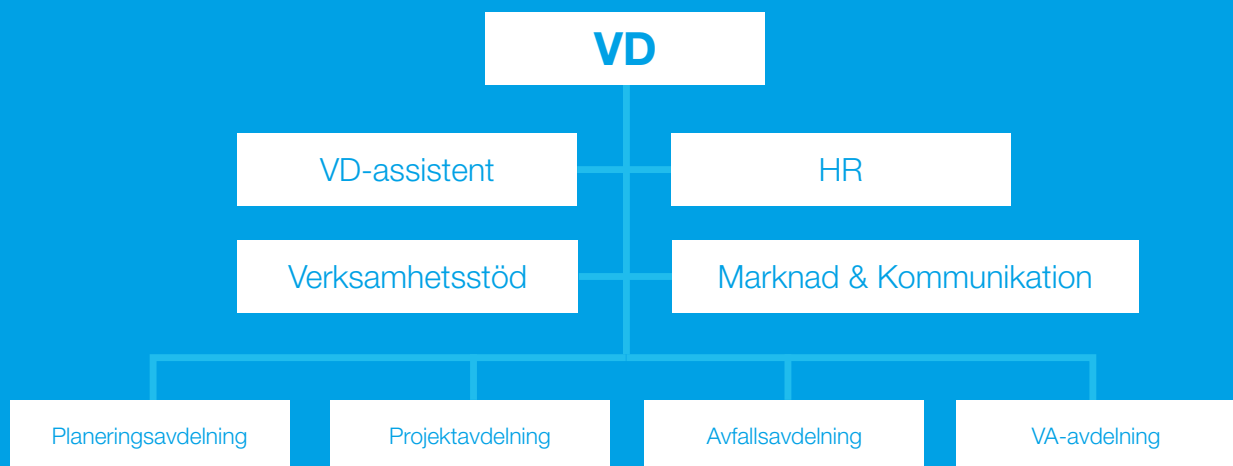 VD
VD-assistent
HR
Verksamhetsstöd
Marknad & Kommunikation
Planeringsavdelning
Projektavdelning
Avfallsavdelning
VA-avdelning